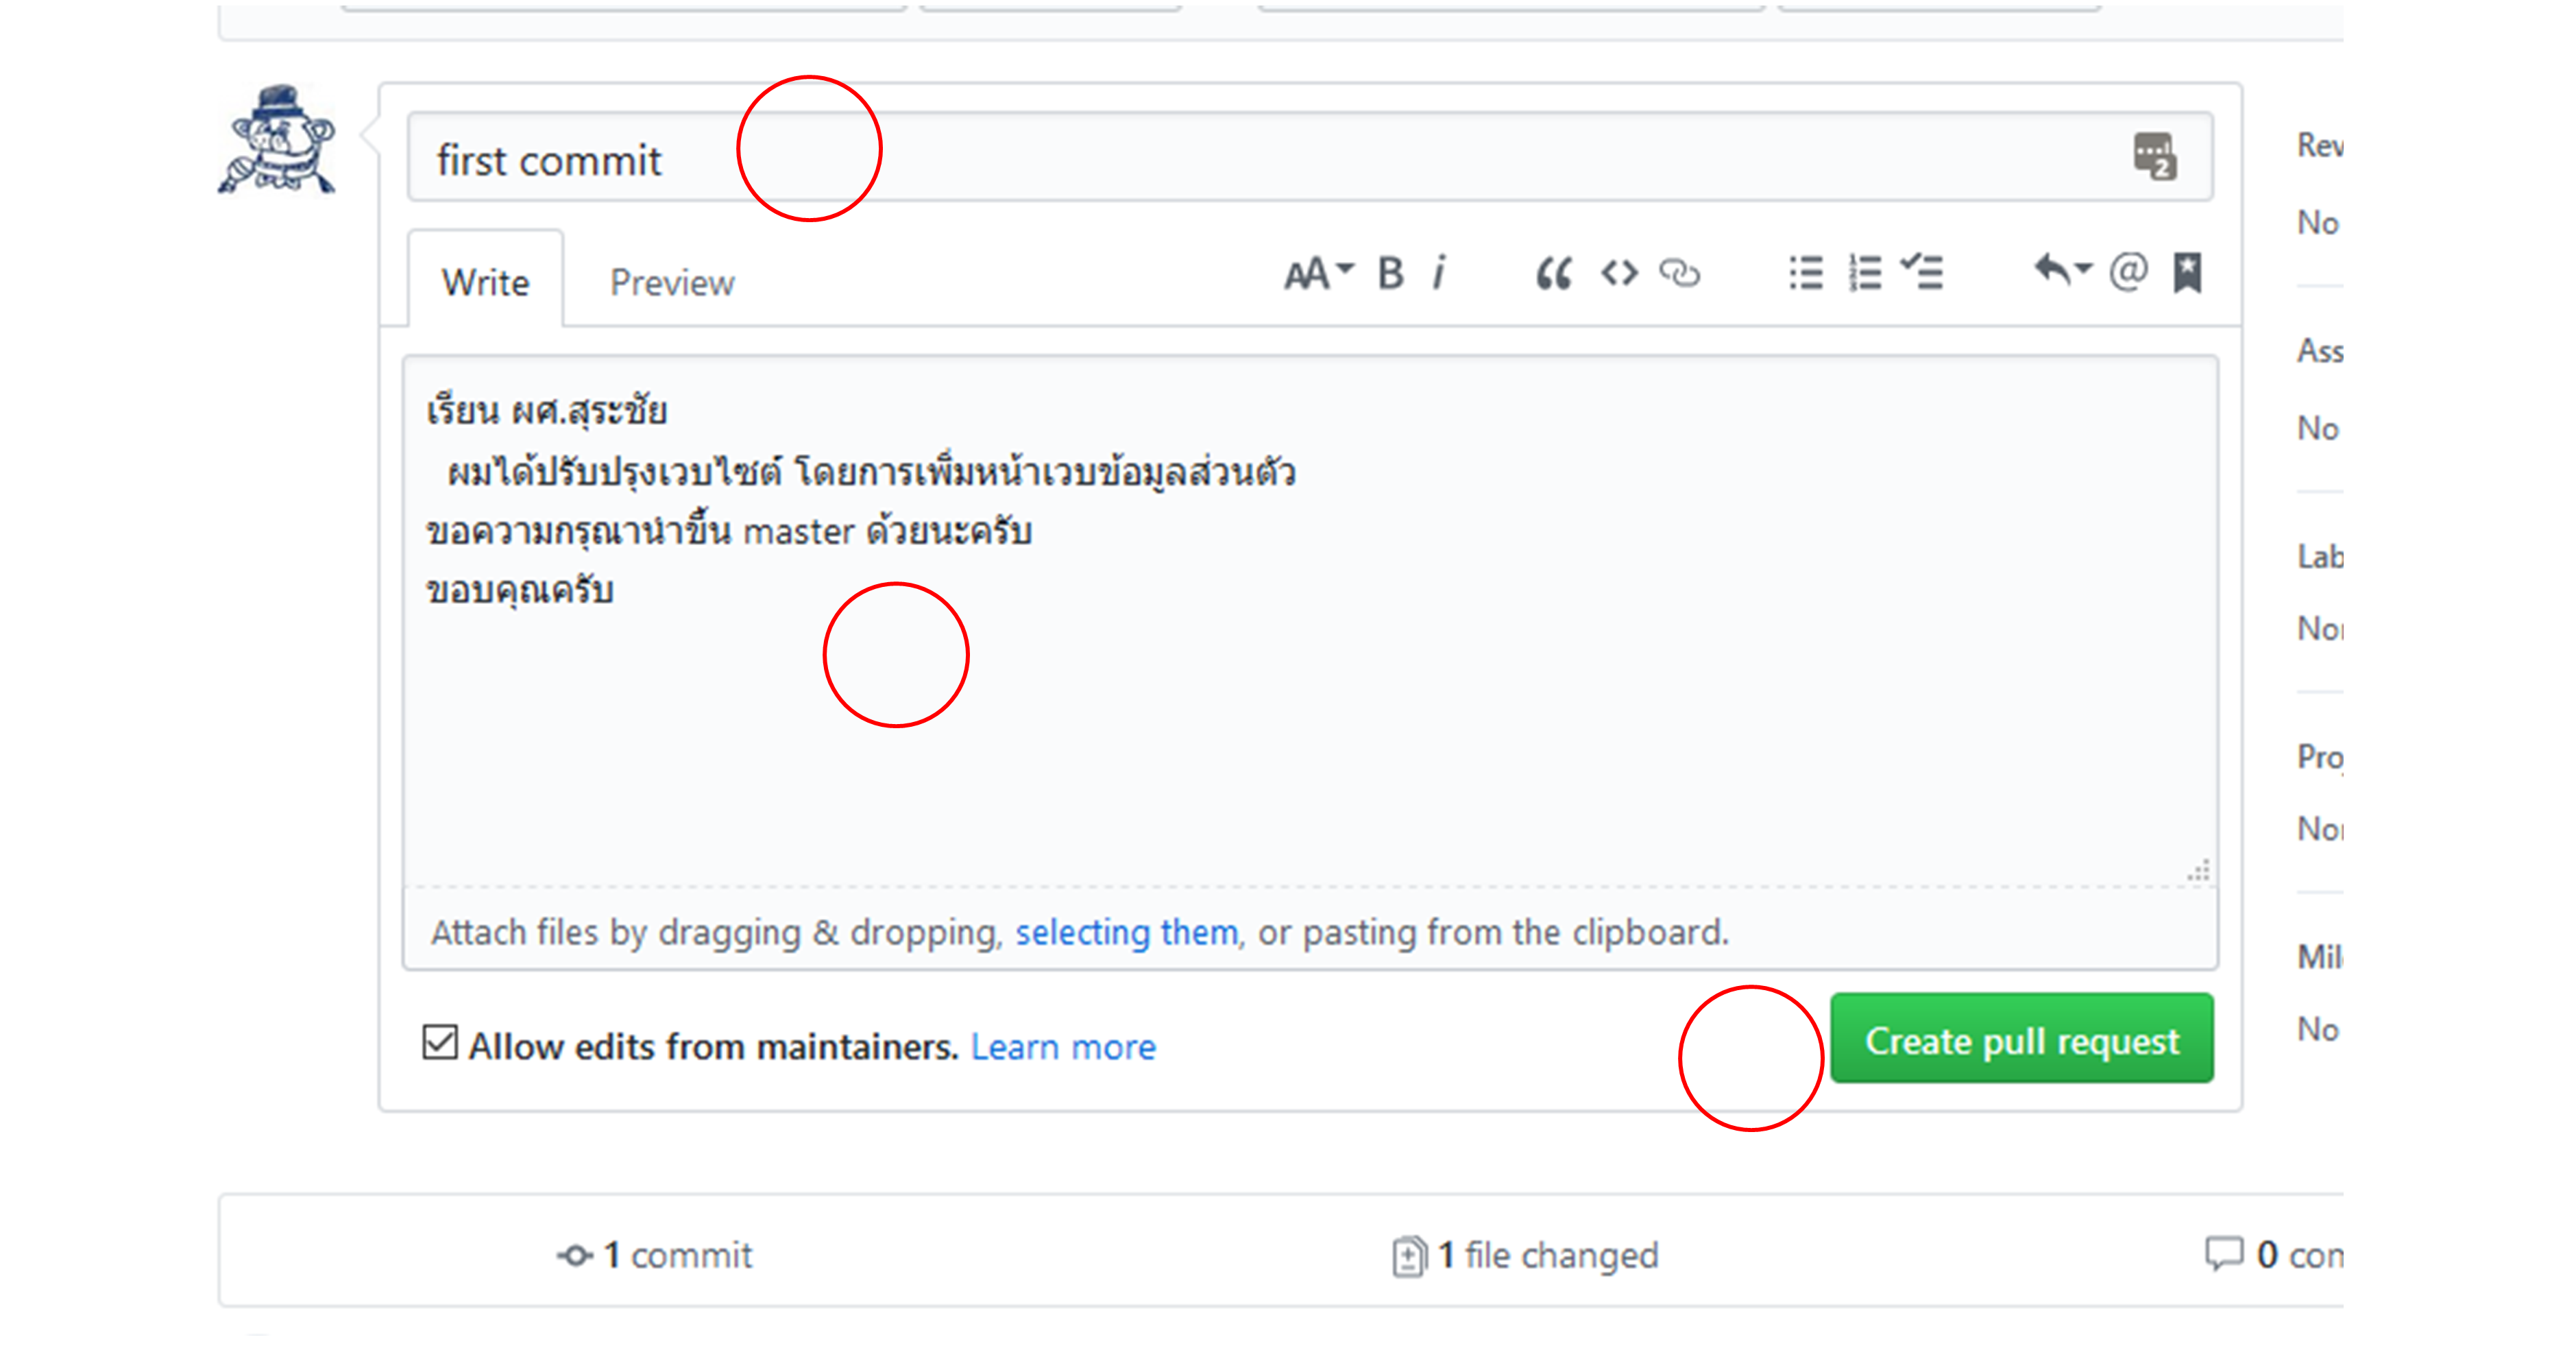 first commit
Write Preview
เรียน ผศ.สุระชัย
ผมได้ปรับปรุงเวบไซต์ โดยการเพิ่มหน้าเวบข้อมูลส่วนตัว
ขอความกรุณานำขึ้น master ด้วยนะครับ
ขอบคุณครับ
Attach files by dragging & dropping, selecting them, or pasting from the clipboard.
Allow edits from maintainers. Learn more
Create pull request
Rev
No
Ass
No
Lab
No
Pro
No
Mil
No
1 commit
1 file changed
0 com